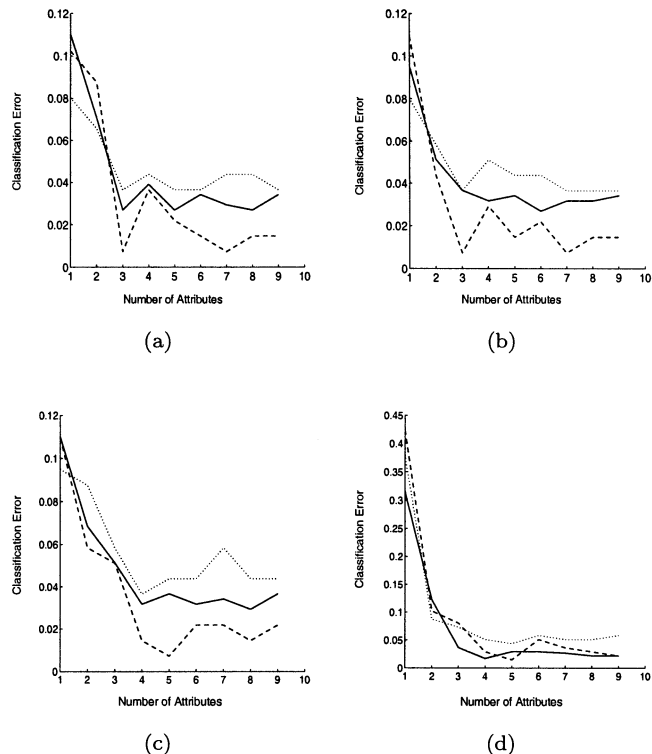 0.12 0.1 0.08 0.06 0.04 0.02 0
Classification Error
1 2 3 4 5 6 7 8 9 10
Number of Attributes
(a)
0.12 0.1 0.08 0.06 0.04 0.02 0
Classification Error
1 2 3 4 5 6 7 8 9 10
Number of Attributes
(b)
0.12 0.1 0.08 0.06 0.04 0.02 0
Classification Error
1 2 3 4 5 6 7 8 9 10
Number of Attributes
(c)
0.45 0.4 0.35 0.3 0.25 0.2 0.15 0.1 0.05 0
Classification Error
1 2 3 4 5 6 7 8 9 10
Number of Attributes
(d)